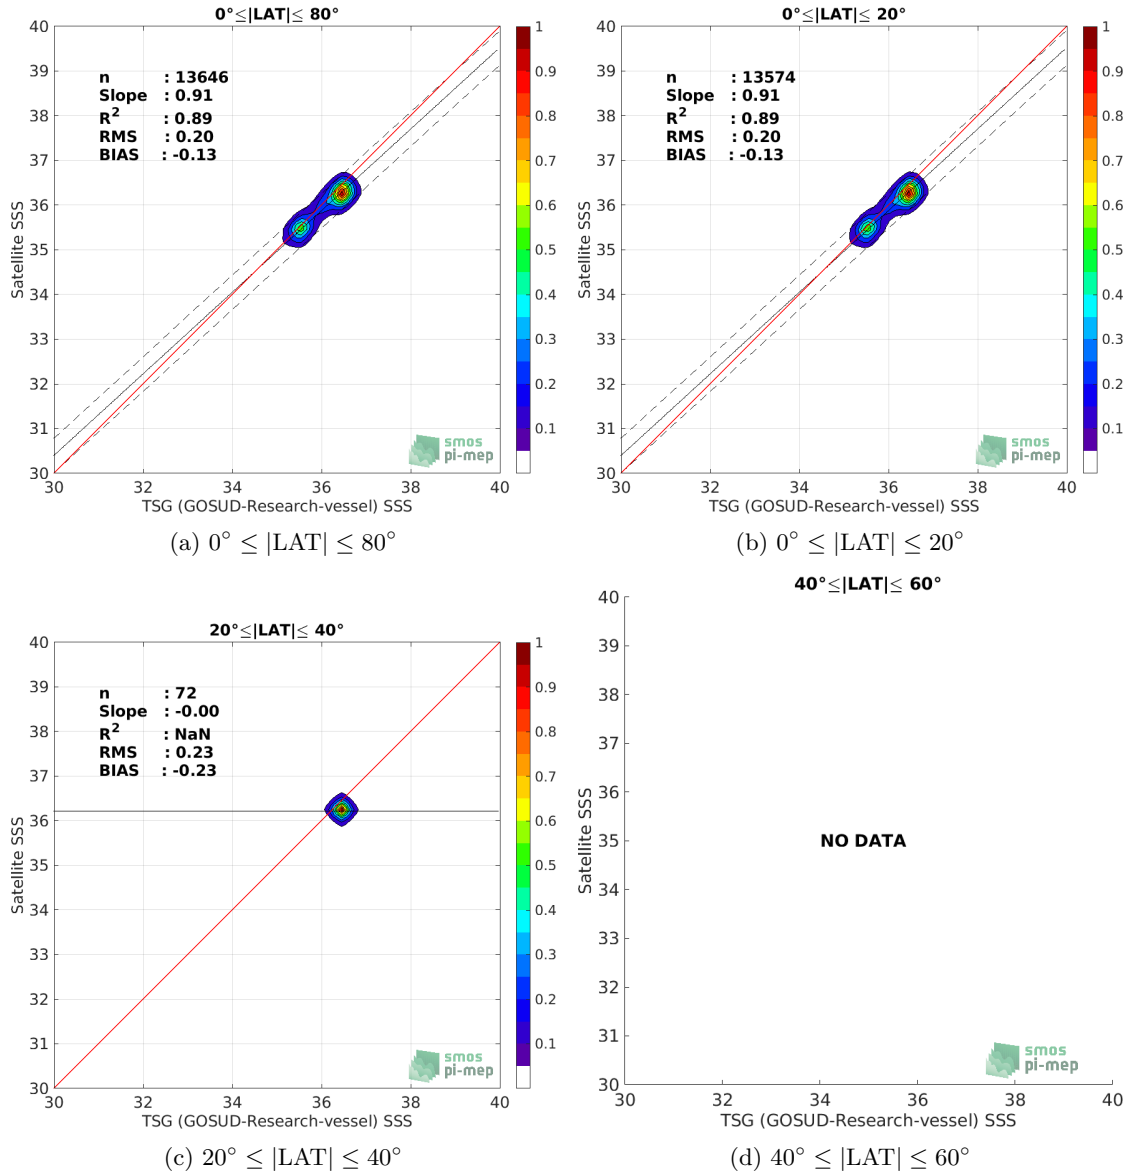 0°≤|LAT|≤ 80°
40
39
38
37
36
35
34
33
32
31
30
Satellite SSS
n : 13646
Slope : 0.91
R2 : 0.89
RMS : 0.20
BIAS : -0.13
1
0.9
0.8
0.7
0.6
0.5
0.4
0.3
0.2
0.1
smos
pi-mep
30 32 34 36 38 40
TSG (GOSUD-Research-vessel) SSS
(a) 0° ≤ |LAT| ≤ 80°
0°≤|LAT|≤ 20°
40
39
38
37
36
35
34
33
32
31
30
Satellite SSS
n : 13574
Slope : 0.91
R2 : 0.89
RMS : 0.20
BIAS : -0.13
1
0.9
0.8
0.7
0.6
0.5
0.4
0.3
0.2
0.1
smos
pi-mep
30 32 34 36 38 40
TSG (GOSUD-Research-vessel) SSS
(b) 0° ≤ |LAT| ≤ 20°
20°≤|LAT|≤ 40°
40
39
38
37
36
35
34
33
32
31
30
Satellite SSS
n : 72
Slope : -0.00
R2 : NaN
RMS : 0.23
BIAS : -0.23
1
0.9
0.8
0.7
0.6
0.5
0.4
0.3
0.2
0.1
smos
pi-mep
30 32 34 36 38 40
TSG (GOSUD-Research-vessel) SSS
(c) 20° ≤ |LAT| ≤ 40°
40°≤|LAT|≤ 60°
40
39
38
37
36
35
34
33
32
31
30
Satellite SSS
NO DATA
smos
pi-mep
30 32 34 36 38 40
TSG (GOSUD-Research-vessel) SSS
(d) 40° ≤ |LAT| ≤ 60°